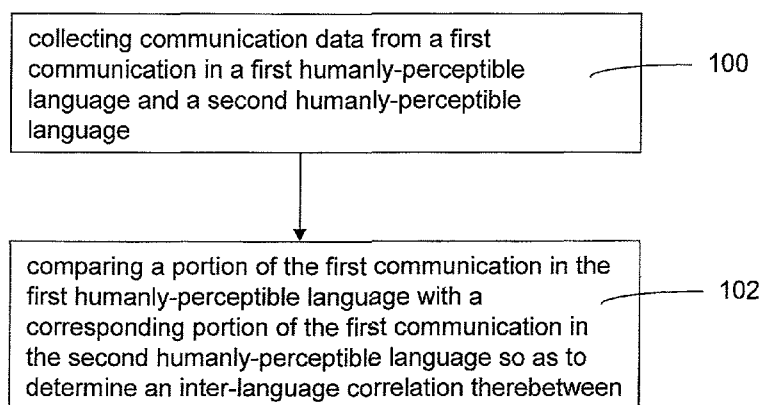 collecting communication data from a first
communication in a first humanly-perceptible
language and a second humanly-perceptible
language
100
comparing a portion of the first communication in the
first humanly-perceptible language with a
corresponding portion of the first communication in
the second humanly-perceptible language so as to
determine an inter-language correlation therebetween
102